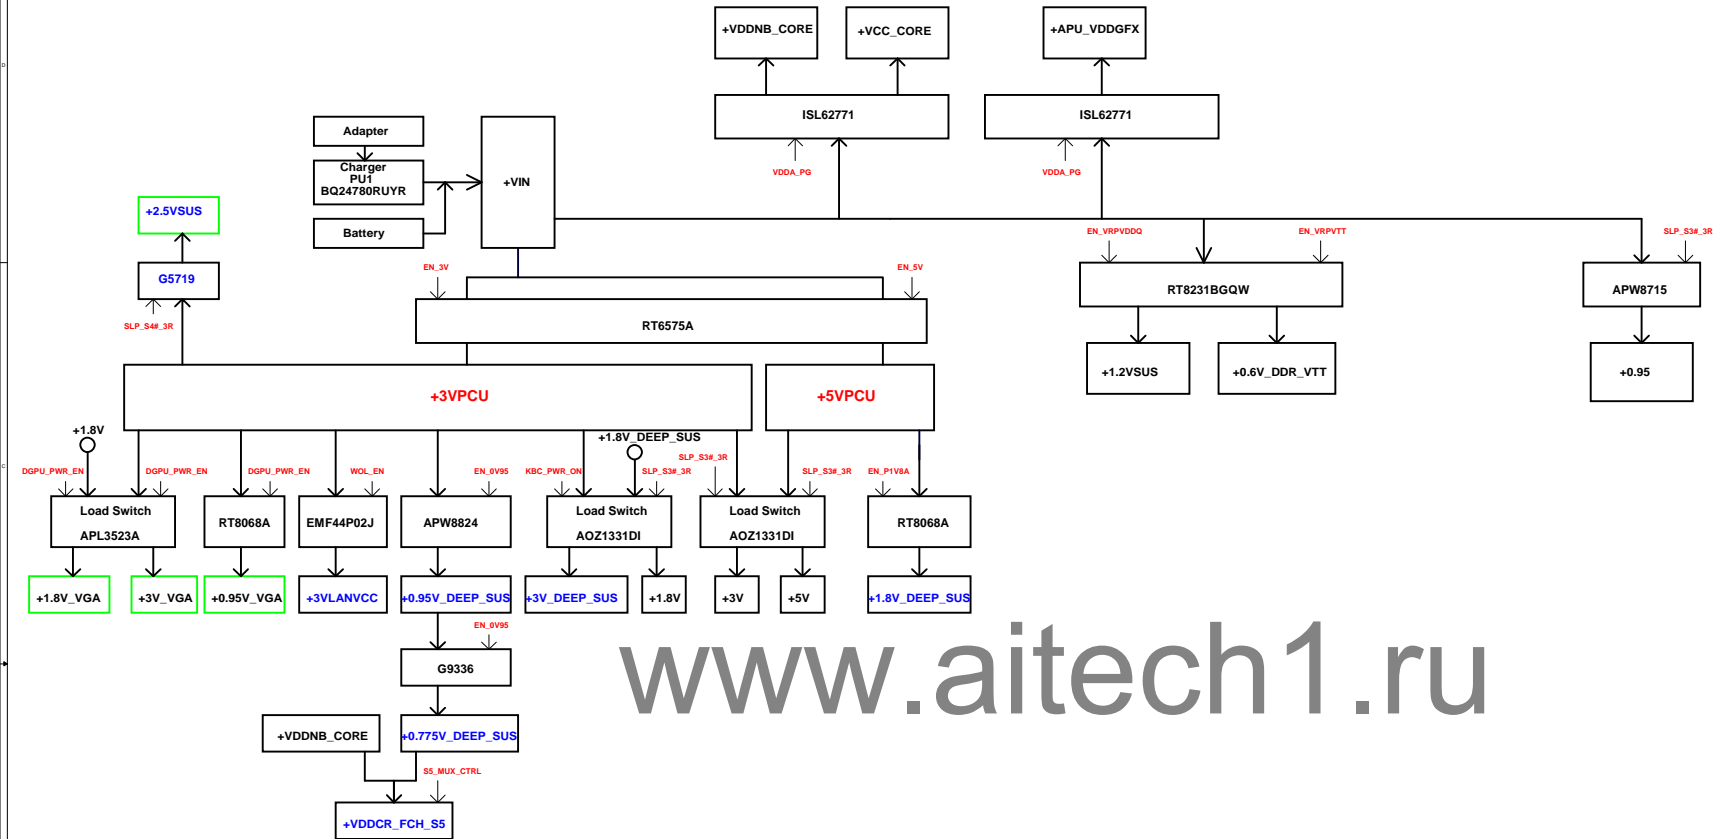 +VDDNB_CORE
+VCC_CORE
+APU_VDDGFX
ISL62771
ISL62771
VDDA_PG
VDDA_PG
Adapter
Charger
PU1
BQ24780RUYR
Battery
+VIN
+2.5VSUS
G5719
SLP_S4#_3R
EN_3V
EN_5V
RT6575A
EN_VRPVDDQ
EN_VRPVTT
SLP_S3#_3R
RT8231BGQW
APW8715
+1.2VSUS
+0.6V_DDR_VTT
+0.95
+3VPCU
+5VPCU
+1.8V
+1.8V_DEEP_SUS
DGPU_PWR_EN
DGPU_PWR_EN
DGPU_PWR_EN
WOL_EN
EN_0V95
KBC_PWR_ON
SLP_S3#_3R
SLP_S3#_3R
SLP_S3#_3R
EN_P1V8A
Load Switch
APL3523A
RT8068A
EMF44P02J
APW8824
Load Switch
AOZ1331DI
Load Switch
AOZ1331DI
RT8068A
+1.8V_VGA
+3V_VGA
+0.95V_VGA
+3VLANVCC
+0.95V_DEEP_SUS
+3V_DEEP_SUS
+1.8V
+3V
+5V
+1.8V_DEEP_SUS
EN_0V95
G9336
www.aitech1.ru
+VDDNB_CORE
+0.775V_DEEP_SUS
S5_MUX_CTRL
+VDDCR_FCH_S5
D
C